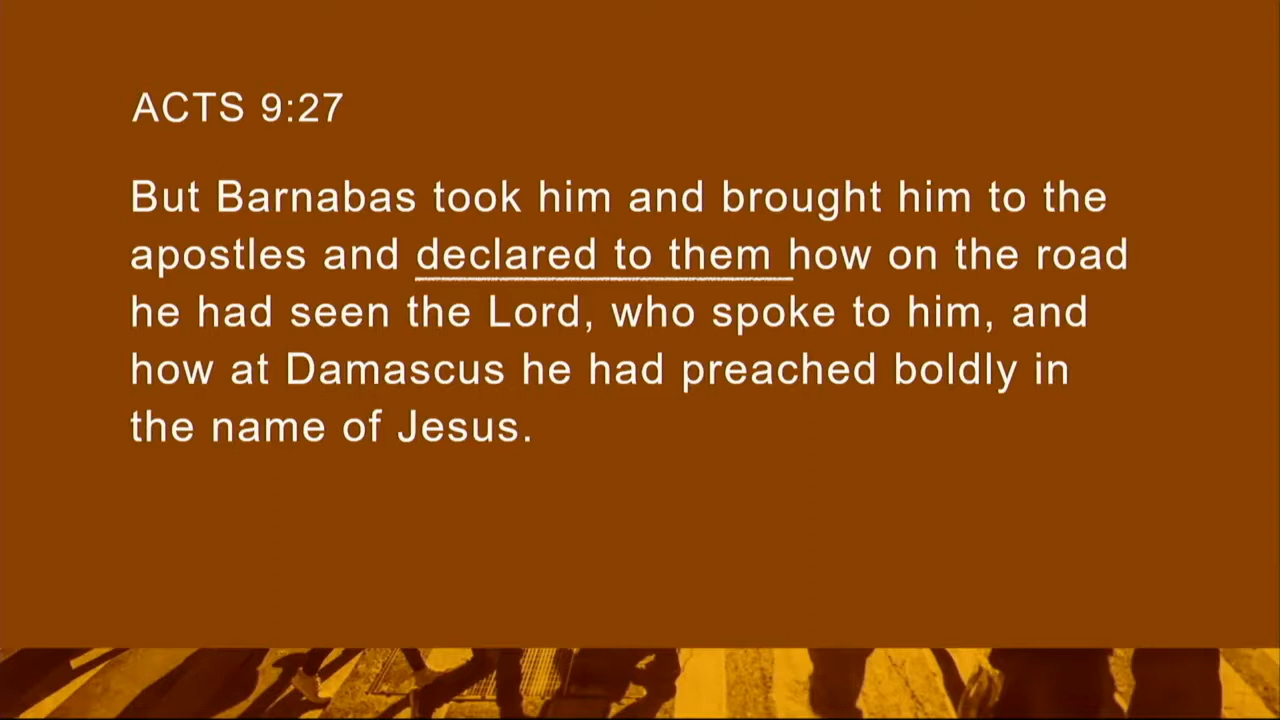 ACTS 9:27
But Barnabas took him and brought him to the
apostles and declared to them how on the road
he had seen the Lord, who spoke to him, and
how at Damascus he had preached boldly in
the name of Jesus.